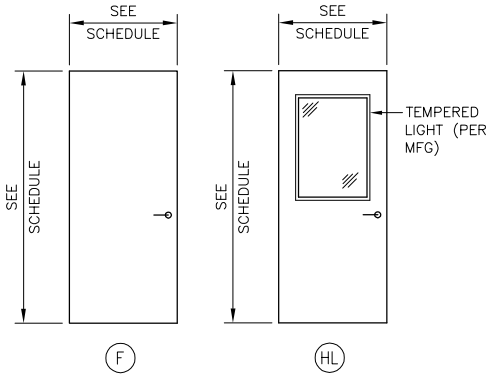 SEE
SCHEDULE
SEE
SCHEDULE
F
SEE
SCHEDULE
SEE
SCHEDULE
TEMPERED
LIGHT (PER
MFG)
HL